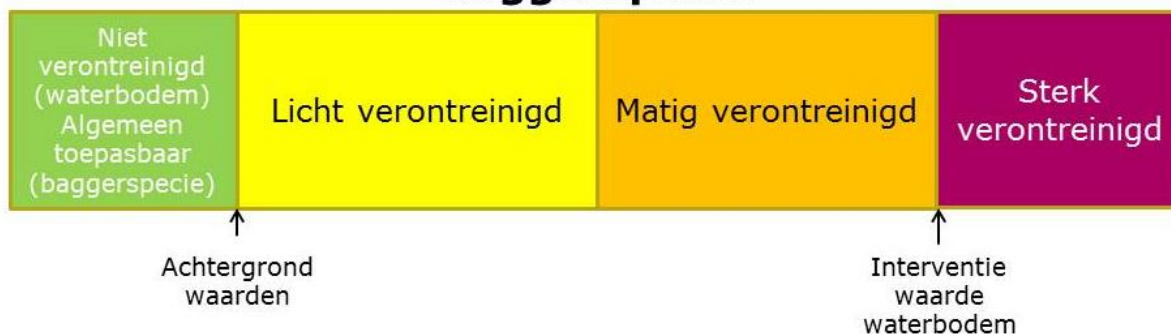 Niet
verontreinigd
(waterbodem)
Algemeen
toepasbaar
(baggerspecie)
Licht verontreinigd
Matig verontreinigd
Sterk
verontreinigd
Achtergrond
waarden
Interventie
waarde
waterbodem